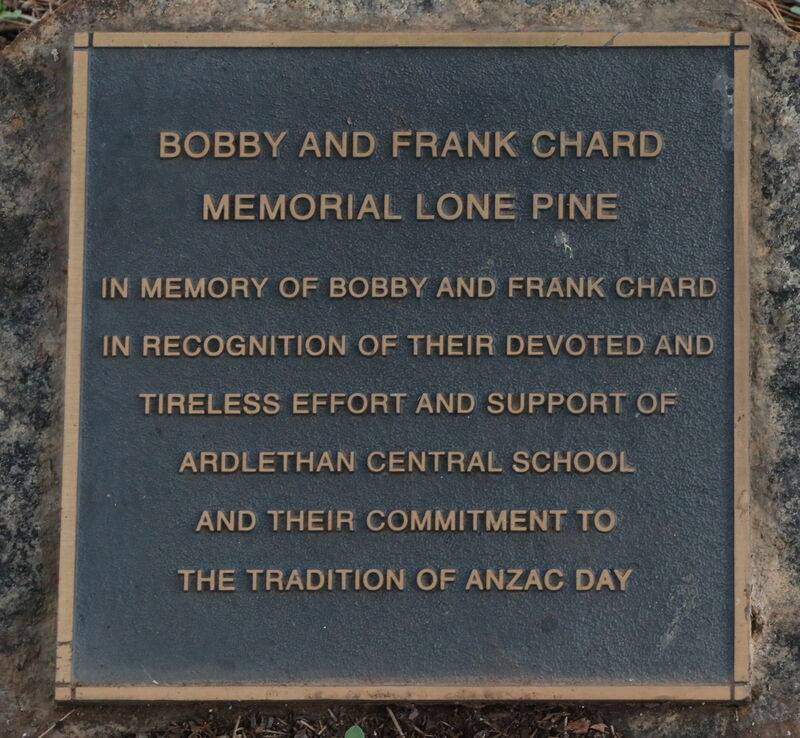 BOBBY AND FRANK CHARD
MEMORIAL LONE PINE
IN MEMORY OF BOBBY AND FRANK CHARD
IN RECOGNITION OF THEIR DEVOTED AND
TIRELESS EFFORT AND SUPPORT OF
ARDLETHAN CENTRAL SCHOOL
AND THEIR COMMITMENT TO
THE TRADITION OF ANZAC DAY